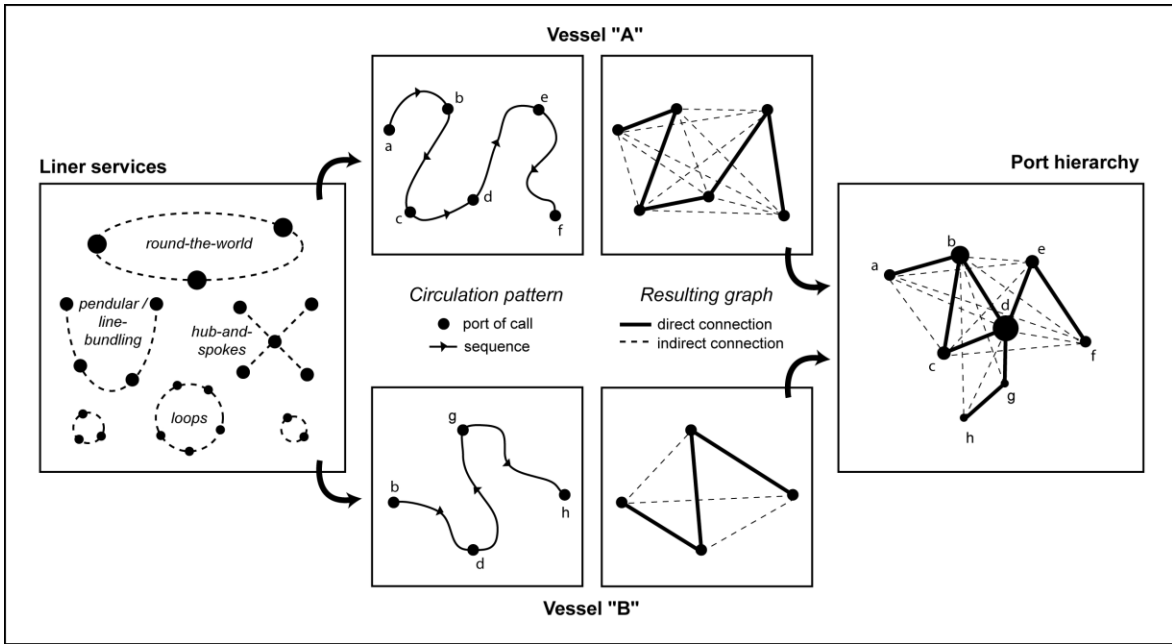 Vessel "A"
Liner services
round-the-world
pendular /
line-
bundling
hub-and-
spokes
loops
a
b
c
d
e
f
Circulation pattern
port of call
sequence
Resulting graph
direct connection
indirect connection
b
d
g
h
Vessel "B"
Port hierarchy
a
b
c
d
e
f
g
h